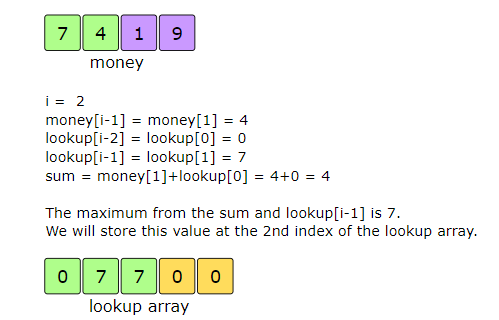 7 4 1 9
money
i = 2
money[i-1] = money[1] = 4
lookup[i-2] = lookup[0] = 0
lookup[i-1] = lookup[1] = 7
sum = money[1]+lookup[0] = 4+0 = 4
The maximum from the sum and lookup[i-1] is 7.
We will store this value at the 2nd index of the lookup array.
0 7 7 0 0
lookup array